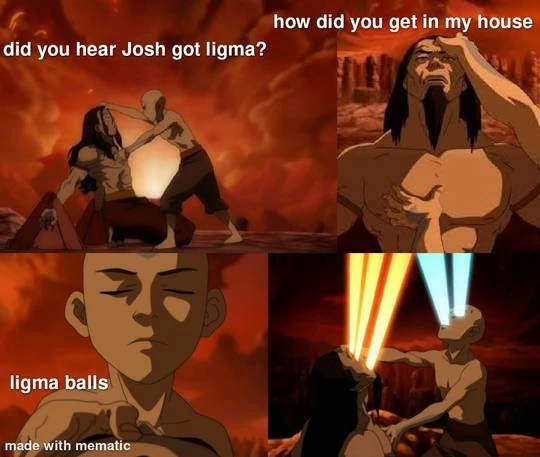 did you hear Josh got ligma?
how did you get in my house
ligma balls
made with mematic